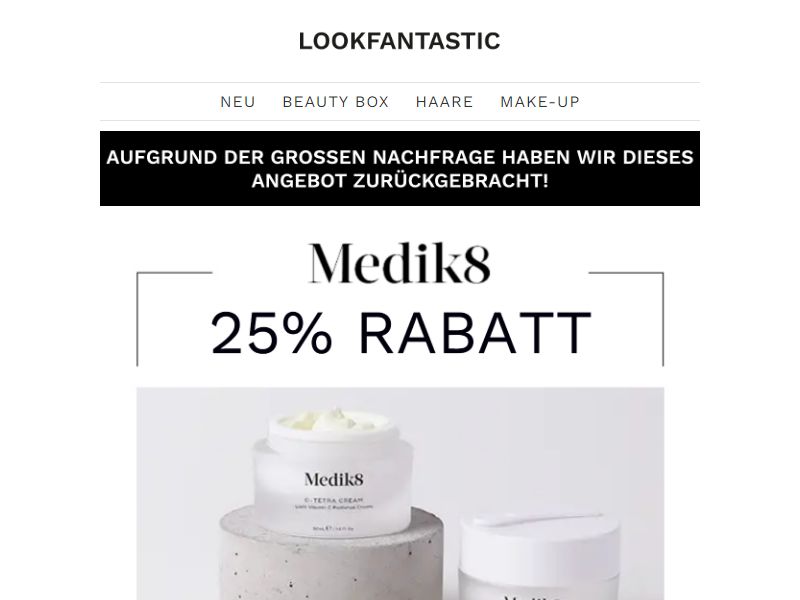 LOOKFANTASTIC
NEU BEAUTY BOX HAARE MAKE-UP
AUFGRUND DER GROSSEN NACHFRAGE HABEN WIR DIESES
ANGEBOT ZURÜCKGEBRACHT!
Medik8
25% RABATT
Medik8
C-TETRA CREAM
Medik8